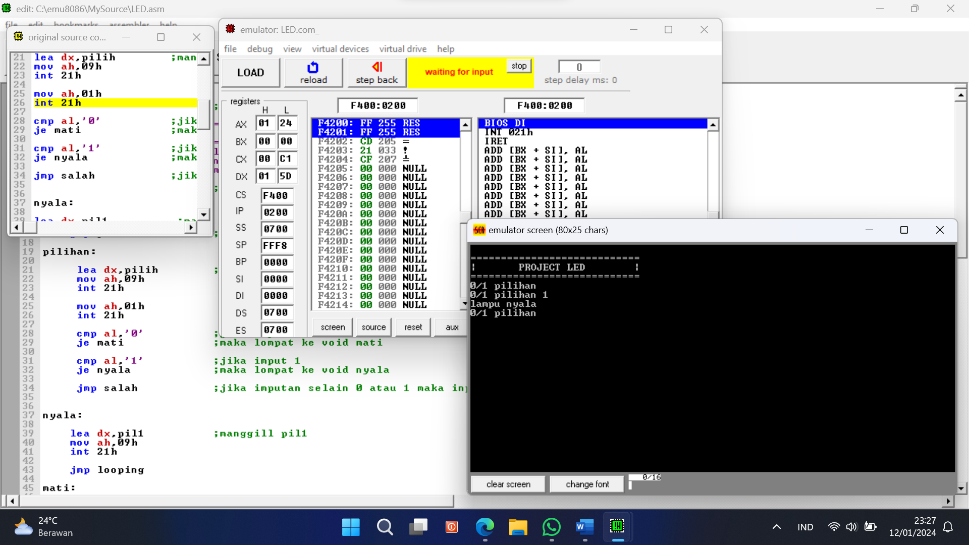 edit: C:\emu8086\MySource\LED.asm
file edit bookmarks assembler help
original source co...
21 lea dx,pilih ;man
22 mov ah,09h
23 int 21h
24
25 mov ah,01h
26 int 21h
27
28 cmp al,'0' ;jik
29 je mati ;mak
30
31 cmp al,'1' ;jik
32 je nyala ;mak
33
34 jmp salah ;jik
35
36
37 nyala:
38
39 lea dx,pil1 ;ma
emulator: LED.com
file debug view virtual devices virtual drive help
LOAD
reload
step back
waiting for input
stop
0
step delay ms: 0
registers
F400:0200
F400:0200
H L
AX 01 24
BX 00 00
CX 00 C1
DX 01 5D
CS F400
IP 0200
SS 0700
SP FFF8
BP 0000
SI 0000
DI 0000
DS 0700
ES 0700
F4200: FF 255 RES
F4201: FF 255 RES
F4202: CD 205 =
F4203: 21 033 !
F4204: CF 207 ╧
F4205: 00 000 NULL
F4206: 00 000 NULL
F4207: 00 000 NULL
F4208: 00 000 NULL
F4209: 00 000 NULL
F420A: 00 000 NULL
F420B: 00 000 NULL
F420C: 00 000 NULL
F420D: 00 000 NULL
F420E: 00 000 NULL
F420F: 00 000 NULL
F4210: 00 000 NULL
F4211: 00 000 NULL
F4212: 00 000 NULL
F4213: 00 000 NULL
F4214: 00 000 NULL
BIOS DI
INT 021h
IRET
ADD [BX + SI], AL
ADD [BX + SI], AL
ADD [BX + SI], AL
ADD [BX + SI], AL
ADD [BX + SI], AL
ADD [BX + SI], AL
ADD [BX + SI], AL
screen source reset aux
emulator screen (80x25 chars)
=============================
| PROJECT LED |
=============================
0/1 pilihan
0/1 pilihan 1
lampu nyala
0/1 pilihan
clear screen change font 0/16
18
19 pilihan:
20
21 lea dx,pilih
22 mov ah,09h
23 int 21h
24
25 mov ah,01h
26 int 21h
27
28 cmp al,'0'
29 je mati ;maka lompat ke void mati
30
31 cmp al,'1' ;jika imput 1
32 je nyala ;maka lompat ke void nyala
33
34 jmp salah ;jika imputan selain 0 atau 1 maka in
35
36
37 nyala:
38
39 lea dx,pil1 ;manggill pil1
40 mov ah,09h
41 int 21h
42
43 jmp looping
44
45 mati:
24°C
Berawan
IND
23:27
12/01/2024